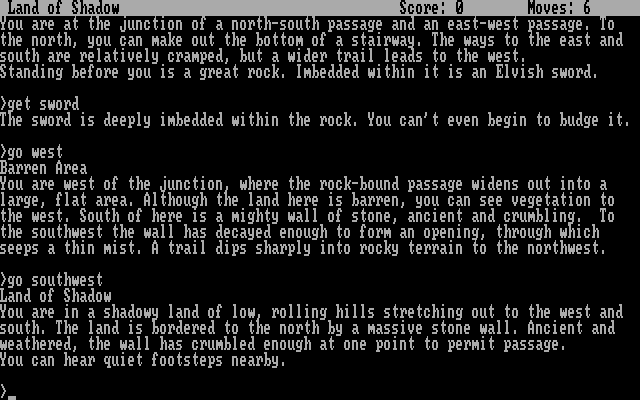 Land of Shadow Score: 0 Moves: 6
You are at the junction of a north-south passage and an east-west passage. To
the north, you can make out the bottom of a stairway. The ways to the east and
south are relatively cramped, but a wider trail leads to the west.
Standing before you is a great rock. Imbedded within it is an Elvish sword.

>get sword
The sword is deeply imbedded within the rock. You can't even begin to budge it.

>go west
Barren Area
You are west of the junction, where the rock-bound passage widens out into a
large, flat area. Although the land here is barren, you can see vegetation to
the west. South of here is a mighty wall of stone, ancient and crumbling.  To
the southwest the wall has decayed enough to form an opening, through which
seeps a thin mist. A trail dips sharply into rocky terrain to the northwest.

>go southwest
Land of Shadow
You are in a shadowy land of low, rolling hills stretching out to the west and
south. The land is bordered to the north by a massive stone wall. Ancient and
weathered, the wall has crumbled enough at one point to permit passage.
You can hear quiet footsteps nearby.

>_